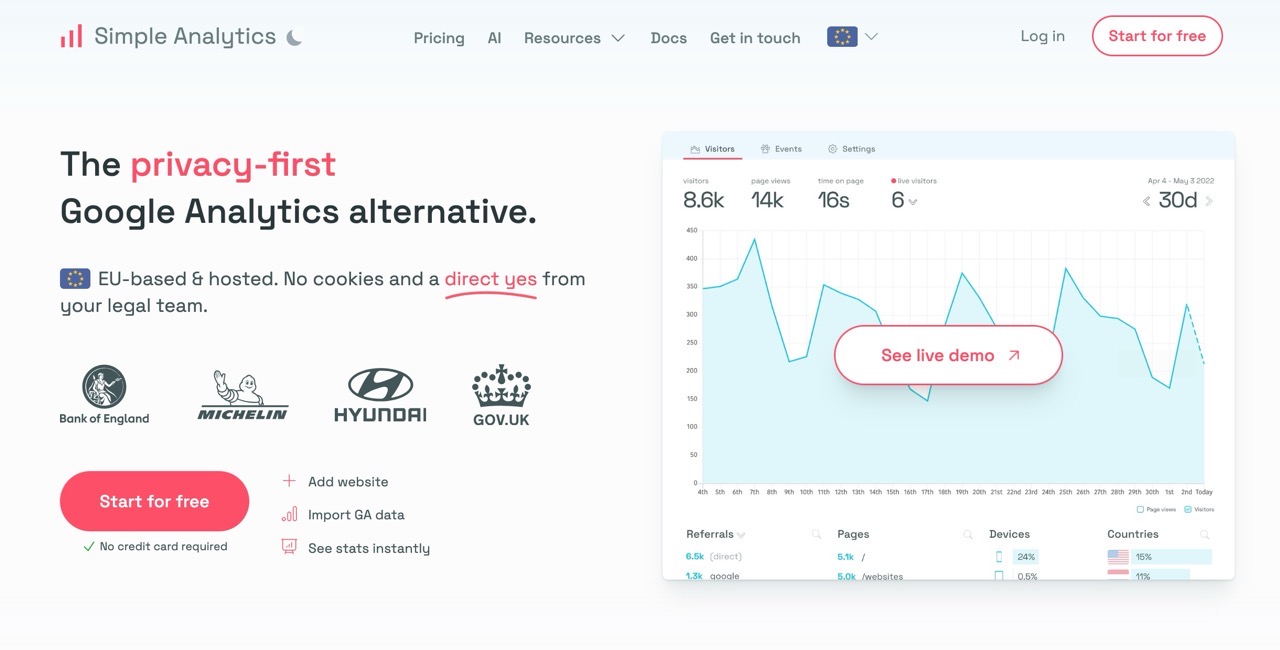 Simple Analytics
Pricing
AI
Resources
Docs
Get in touch
Log in
Start for free
The privacy-first
Google Analytics alternative.
EU-based & hosted. No cookies and a direct yes from
your legal team.
Bank of England
MICHELIN
HYUNDAI
GOV.UK
Start for free
No credit card required
Add website
Import GA data
See stats instantly
Visitors
Events
Settings
visitors
page views
time on page
live visitors
Apr 4 - May 3 2022
8.6k
14k
16s
6
30d
450
400
350
300
250
200
150
100
50
0
See live demo
4th 5th 6th 7th 8th 9th 10th 11th 12th 13th 14th 15th 16th 17th 18th 19th 20th 21st 22nd 23rd 24th 25th 26th 27th 28th 29th 30th 1st 2nd Today
Page views
Visitors
Referrals
6.5k (direct)
1.3k google
Pages
5.1k /
5.0k /websites
Devices
24%
0.5%
Countries
15%
11%